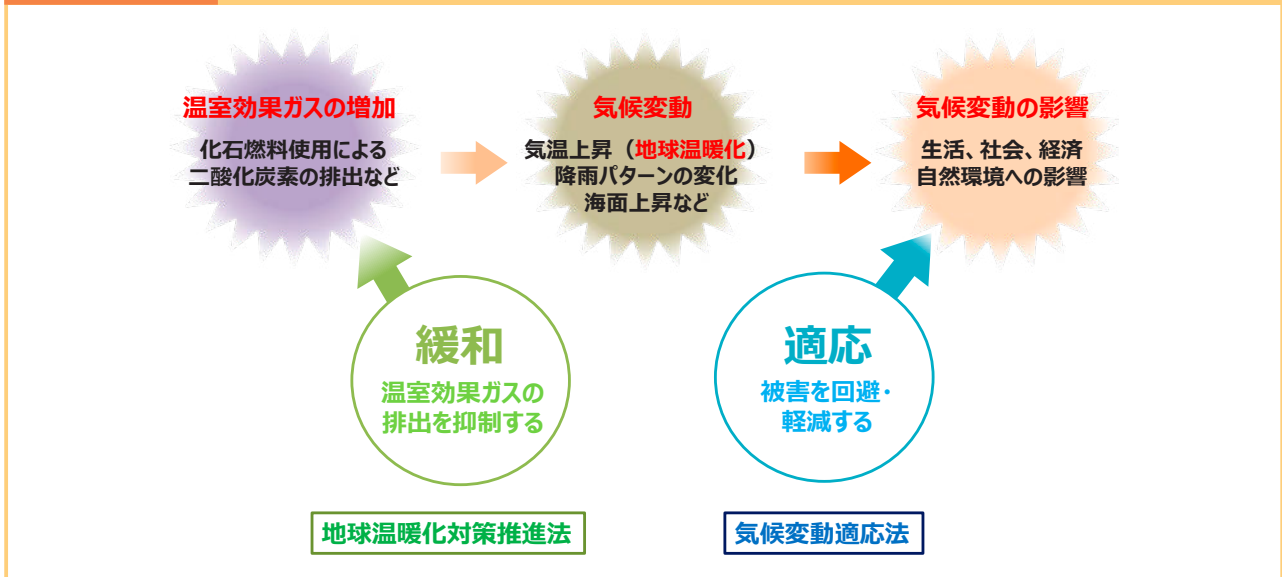 温室効果ガスの増加
化石燃料使用による
二酸化炭素の排出など
気候変動
気温上昇（地球温暖化）
降雨パターンの変化
海面上昇など
気候変動の影響
生活、社会、経済
自然環境への影響
緩和
温室効果ガスの
排出を抑制する
適応
被害を回避・
軽減する
地球温暖化対策推進法
気候変動適応法